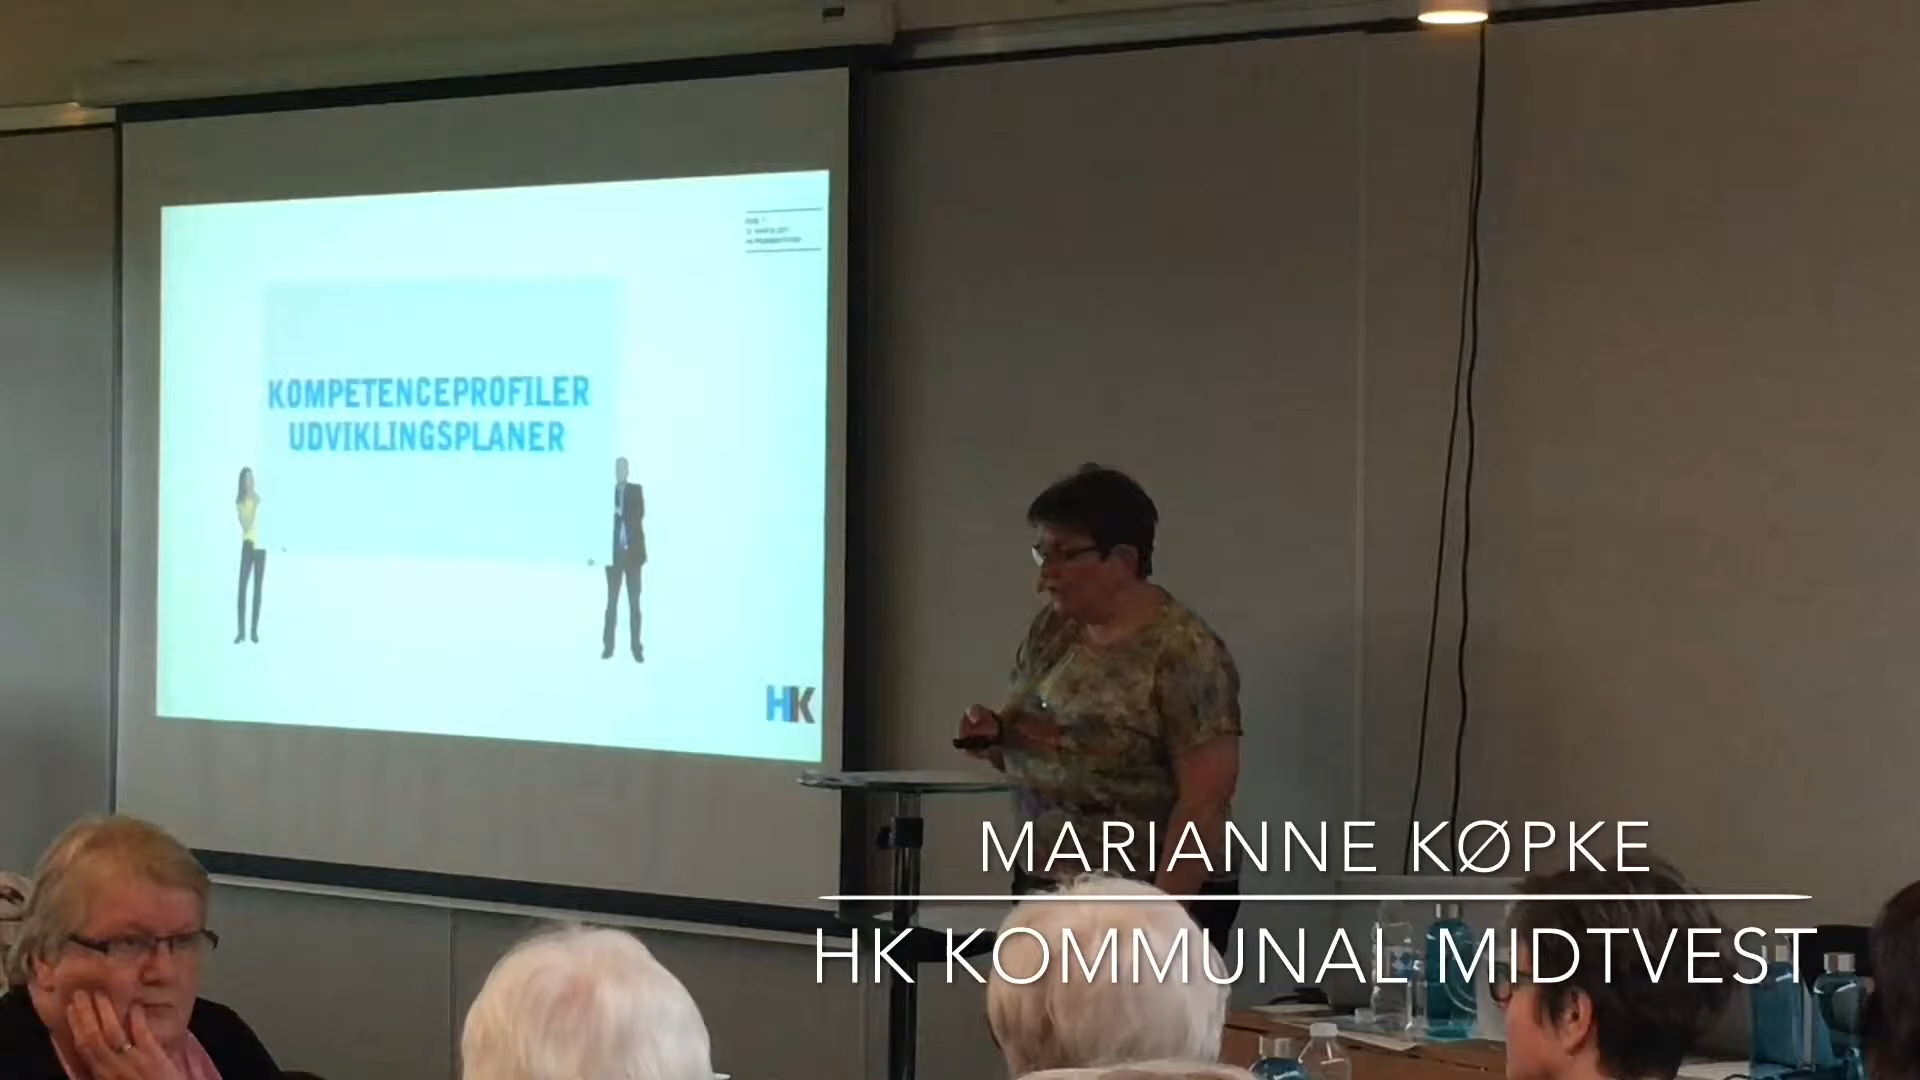 KOMPETENCEPROFILER
UDVIKLINGSPLANER
HK
MARIANNE KØPKE
HK KOMMUNAL MIDTVEST